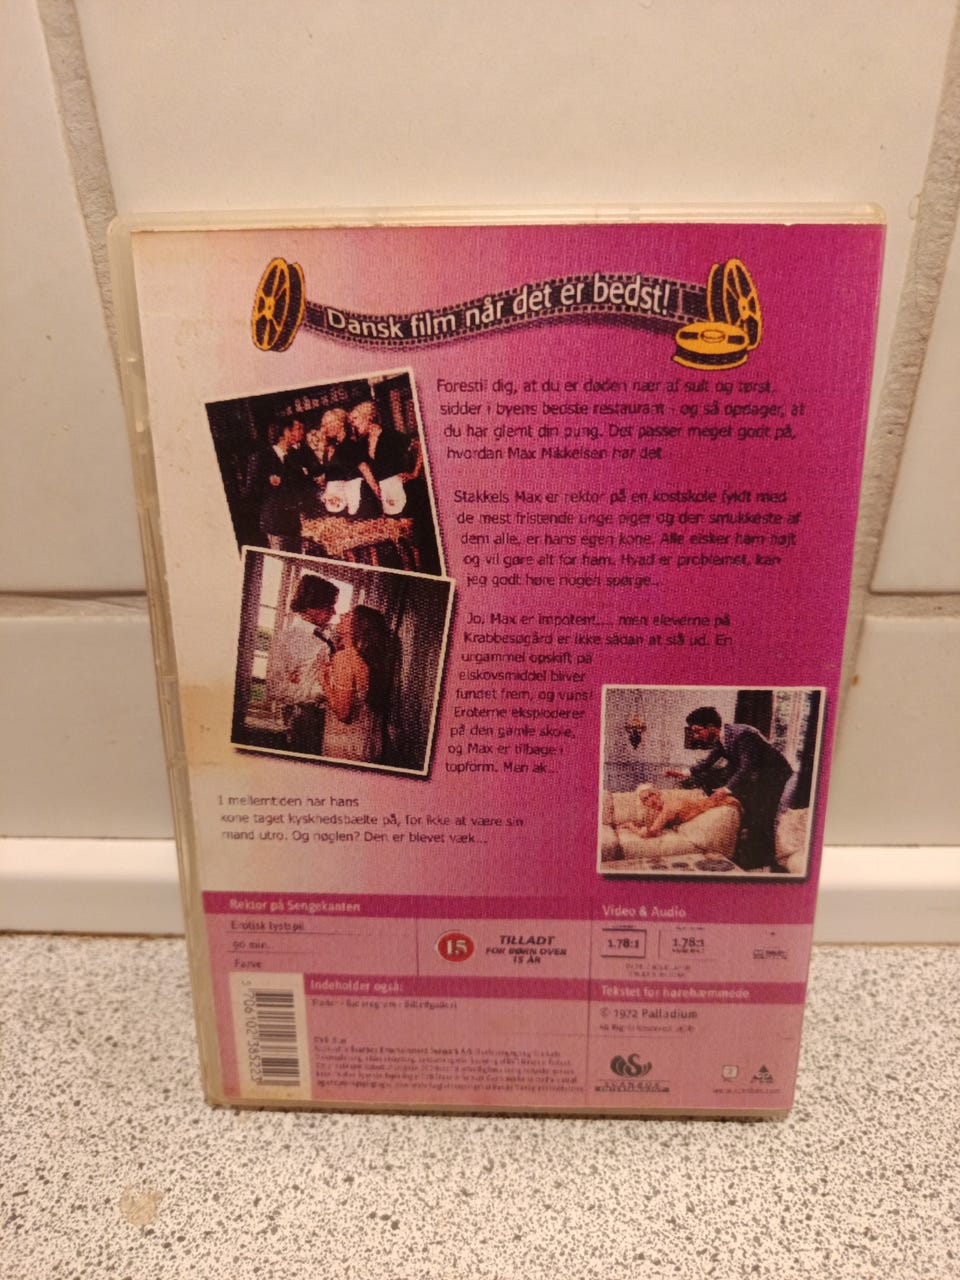 Dansk film når det er bedst!
Forestil dig, at du er døden nær af sult og tørst,
sidder i byens bedste restaurant - og så opdager, at
du har glemt din pung. Det passer meget godt på,
hvordan Max Mikkelsen har det.
Stakkels Max er rektor på en kostskole fyldt med
de mest fristende unge piger og den smukkeste af
dem alle, er hans egen kone. Alle elsker ham højt
og vil gøre alt for ham. Hvad er problemet, kan
jeg godt høre nogen spørge...
Jo, Max er impotent.... men eleverne på
Krabbesøgård er ikke sådan at slå ud. En
urgammel opskift på
elskovsmiddel bliver
fundet frem, og vups!
Eroterne eksploderer
på den gamle skole,
og Max er tilbage i
topform. Men ak...
I mellemtiden har hans
kone taget kyskhedsbælte på, for ikke at være sin
mand utro. Og nøglen? Den er blevet væk...
Rektor på Sengekanten
Erotisk lystspil
90 min.
Farve
15
TILLADT
FOR BØRN OVER
15 ÅR
Video & Audio
1.78:1
1.78:1
Indeholder også:
Tekstet for hørehæmmede
© 1972 Palladium